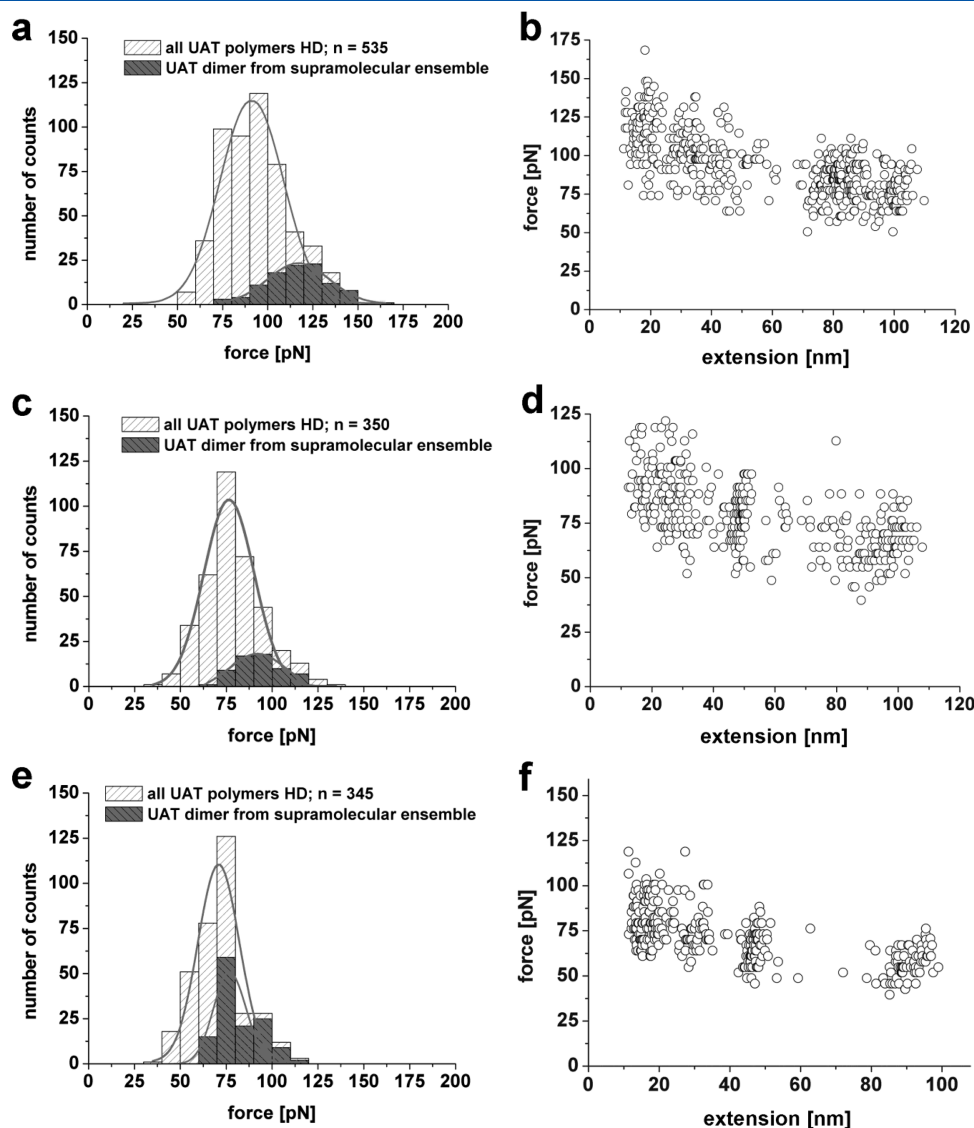 a
150
125
100
75
50
25
0
number of counts
all UAT polymers HD; n = 535
UAT dimer from supramolecular ensemble
0 25 50 75 100 125 150 175 200
force [pN]
b
175
150
125
100
75
50
25
0
force [pN]
0 20 40 60 80 100 120
extension [nm]
c
150
125
100
75
50
25
0
number of counts
all UAT polymers HD; n = 350
UAT dimer from supramolecular ensemble
0 25 50 75 100 125 150 175 200
force [pN]
d
125
100
75
50
25
0
force [pN]
0 20 40 60 80 100 120
extension [nm]
e
150
125
100
75
50
25
0
number of counts
all UAT polymers HD; n = 345
UAT dimer from supramolecular ensemble
0 25 50 75 100 125 150 175 200
force [pN]
f
150
125
100
75
50
25
0
force [pN]
0 20 40 60 80 100
extension [nm]